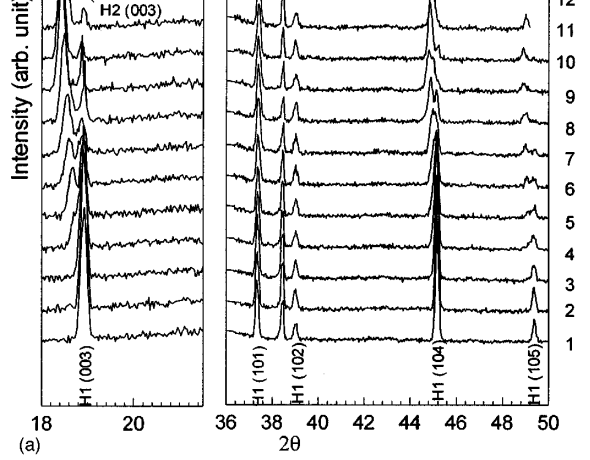 Intensity (arb. unit)
H2 (003)
12
11
10
9
8
7
6
5
4
3
2
1
H1 (003)
H1 (101)
H1 (102)
H1 (104)
H1 (105)
18 20
36 38 40 42 44 46 48 50
(a) 2θ